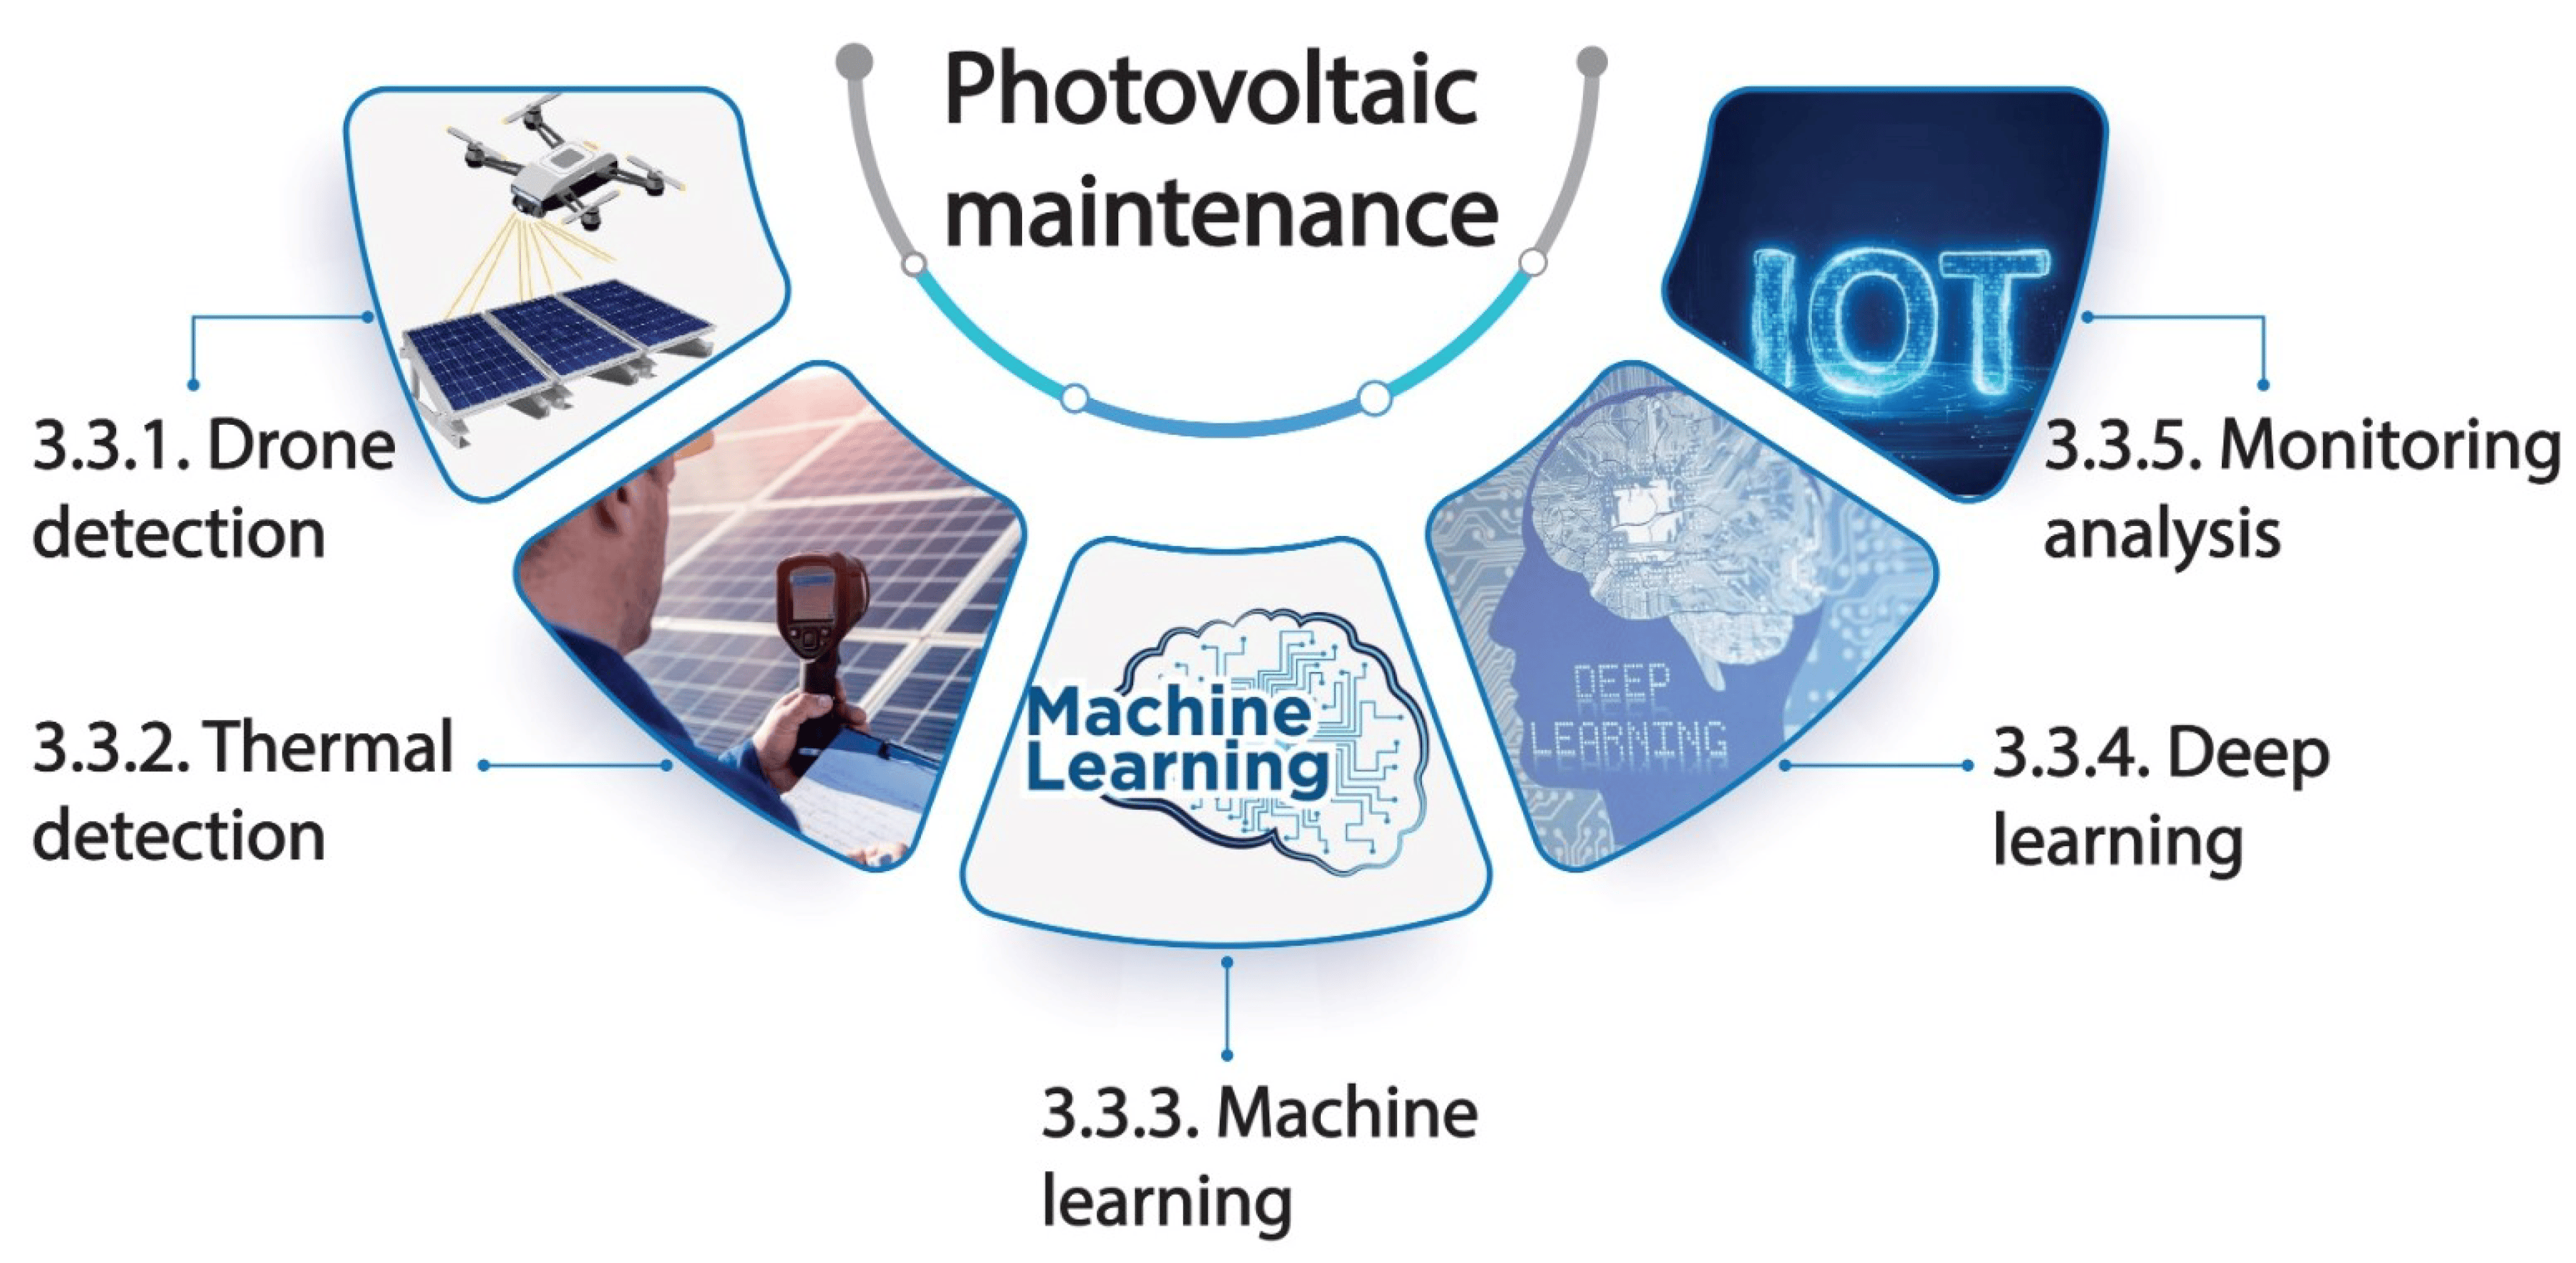 Photovoltaic
maintenance
3.3.1. Drone
detection
3.3.2. Thermal
detection
Machine
Learning
3.3.3. Machine
learning
DEEP
LEARNING
3.3.4. Deep
learning
IOT
3.3.5. Monitoring
analysis